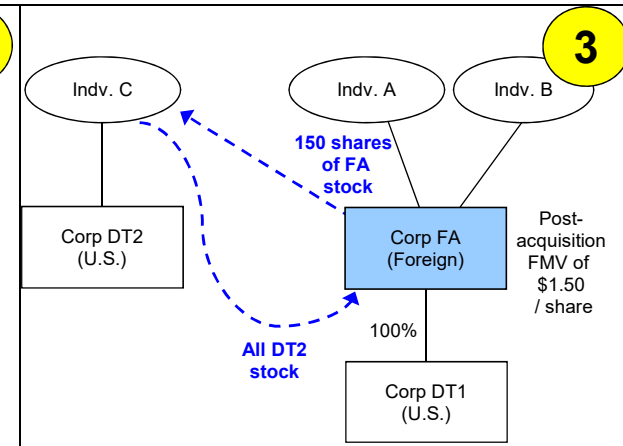 3
Indv. C
Indv. A
Indv. B
150 shares
of FA
stock
Corp DT2
(U.S.)
Corp FA
(Foreign)
Post-
acquisition
FMV of
$1.50
/ share
100%
All DT2
stock
Corp DT1
(U.S.)